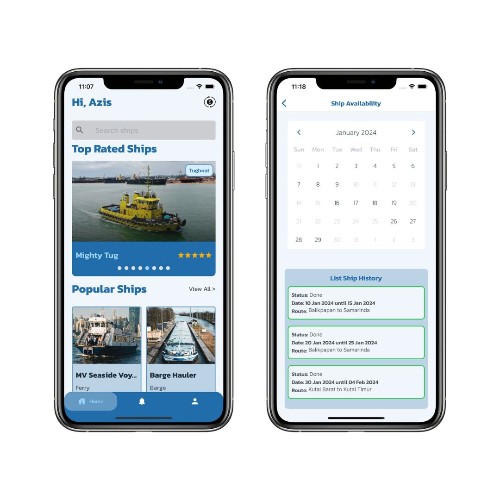 11:07
Hi, Azis
Search ships
Top Rated Ships
Tugboat
Mighty Tug
Popular Ships
View All >
MV Seaside Voy...
Ferry
Barge Hauler
Barge
Home
11:18
Ship Availability
January 2024
Sun Mon Tue Wed Thu Fri Sat
31 1 2 3 4 5 6
7 8 9 10 11 12 13
14 15 16 17 18 19 20
21 22 23 24 25 26 27
28 29 30 31 1 2 3
List Ship History
Status: Done
Date: 10 Jan 2024 until 15 Jan 2024
Route: Balikpapan to Samarinda
Status: Done
Date: 20 Jan 2024 until 25 Jan 2024
Route: Balikpapan to Samarinda
Status: Done
Date: 30 Jan 2024 until 04 Feb 2024
Route: Kutai Barat to Kutai Timur